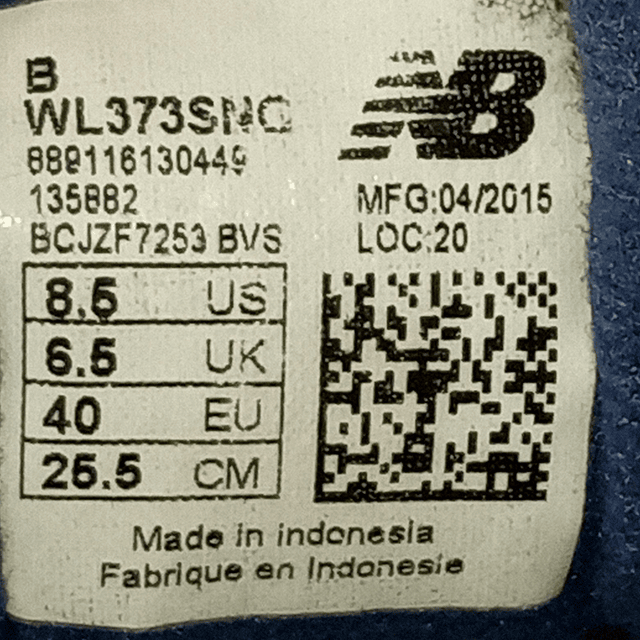 B
WL373SNG
889116130449
135882
BCJZF7253 BVS
NB
MFG:04/2015
LOC:20
8.5 US
6.5 UK
40 EU
25.5 CM
Made in indonesia
Fabrique en Indonesie